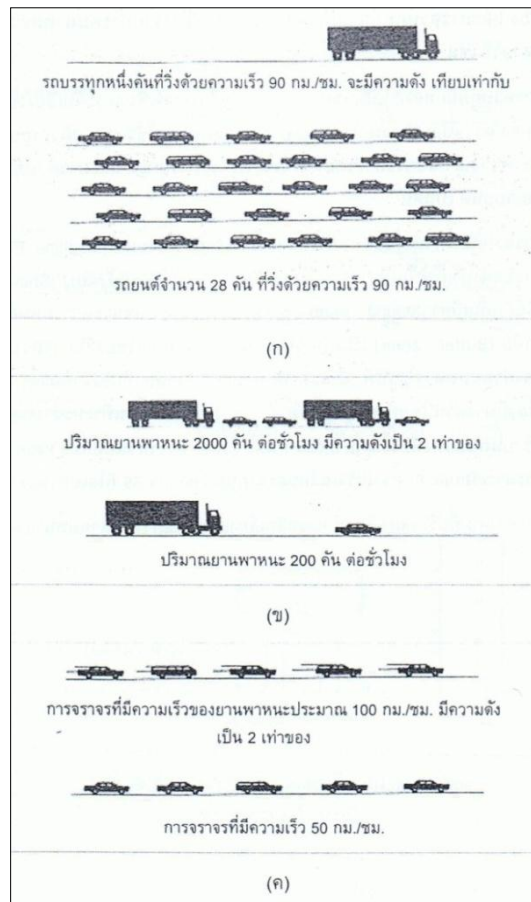 รถบรรทุกหนึ่งคันที่วิ่งด้วยความเร็ว 90 กม./ชม. จะมีความดัง เทียบเท่ากับ
รถยนต์จำนวน 28 คัน ที่วิ่งด้วยความเร็ว 90 กม./ชม.
(ก)
ปริมาณยานพาหนะ 2000 คัน ต่อชั่วโมง มีความดังเป็น 2 เท่าของ
ปริมาณยานพาหนะ 200 คัน ต่อชั่วโมง
(ข)
การจราจรที่มีความเร็วของยานพาหนะประมาณ 100 กม./ชม. มีความดัง
เป็น 2 เท่าของ
การจราจรที่มีความเร็ว 50 กม./ชม.
(ค)